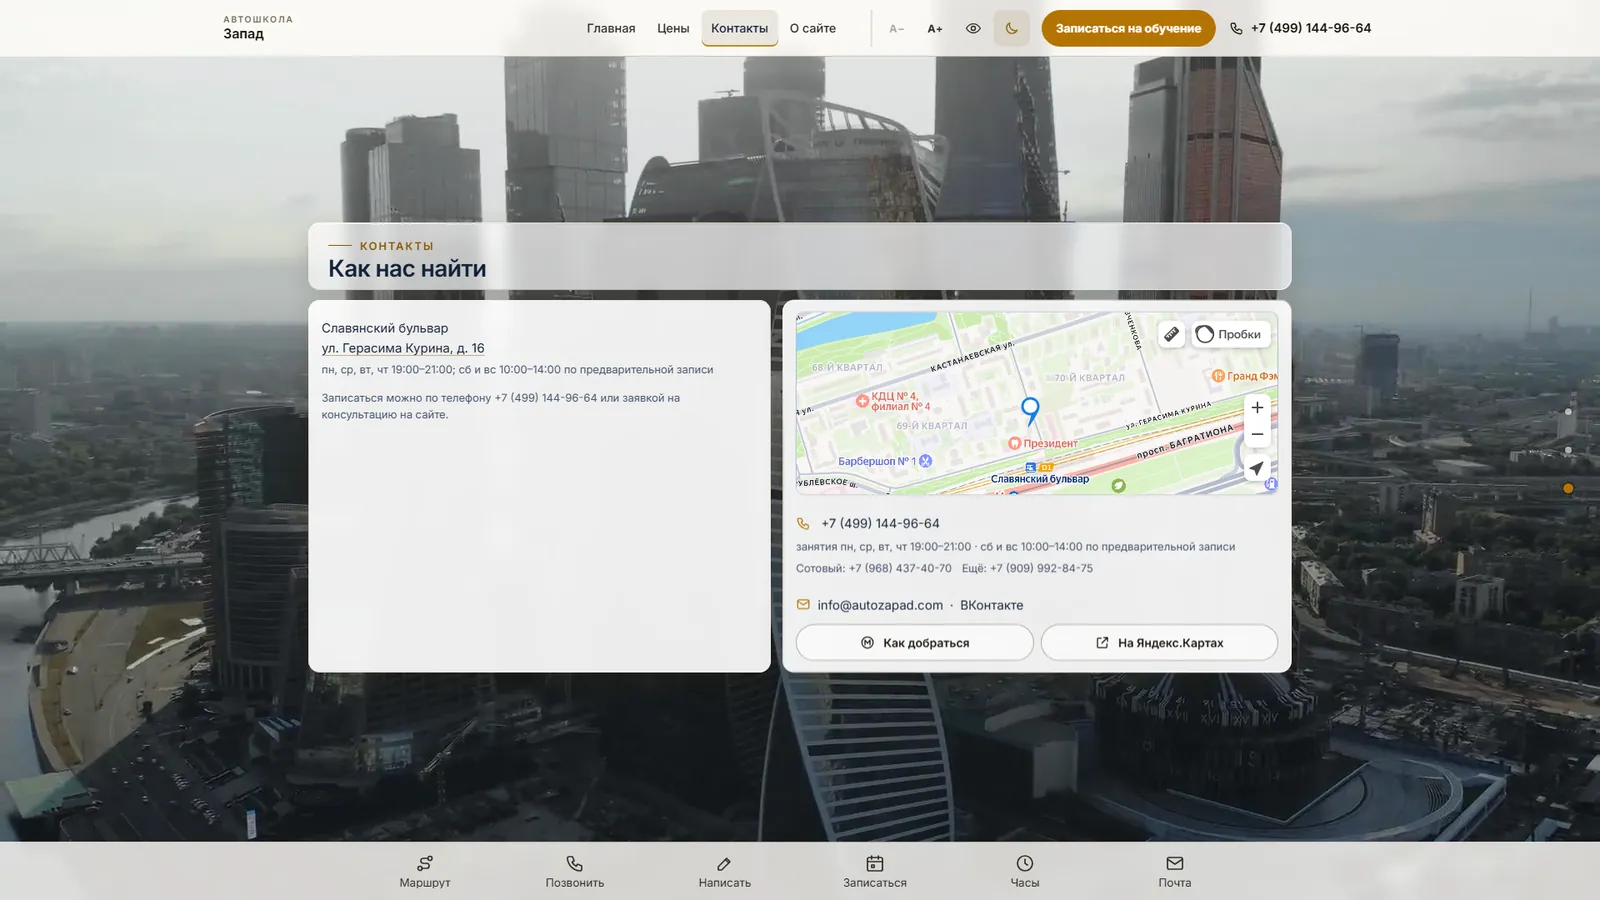 АВТОШКОЛА
Запад
Главная
Цены
Контакты
О сайте
A−
A+
Записаться на обучение
+7 (499) 144-96-64
КОНТАКТЫ
Как нас найти
Славянский бульвар
ул. Герасима Курина, д. 16
пн, ср, вт, чт 19:00–21:00; сб и вс 10:00–14:00 по предварительной записи
Записаться можно по телефону +7 (499) 144-96-64 или заявкой на
консультацию на сайте.
Пробки
КАСТАНАЕВСКАЯ ул.
68-Й КВАРТАЛ
70-Й КВАРТАЛ
Гранд
КДЦ № 4,
филиал № 4
ул.
69-Й КВАРТАЛ
ул. ГЕРАСИМА КУРИНА
Президент
просп. БАГРАТИОНА
Барбершоп № 1
D1
Славянский бульвар
+7 (499) 144-96-64
занятия пн, ср, вт, чт 19:00–21:00 · сб и вс 10:00–14:00 по предварительной записи
Сотовый: +7 (968) 437-40-70 Ещё: +7 (909) 992-84-75
info@autozapad.com · ВКонтакте
Как добраться
На Яндекс.Картах
Маршрут
Позвонить
Написать
Записаться
Часы
Почта